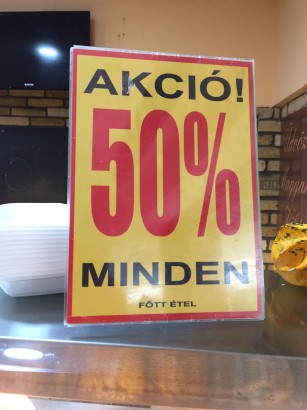 AKCIÓ!
50%
MINDEN
FŐTT ÉTEL